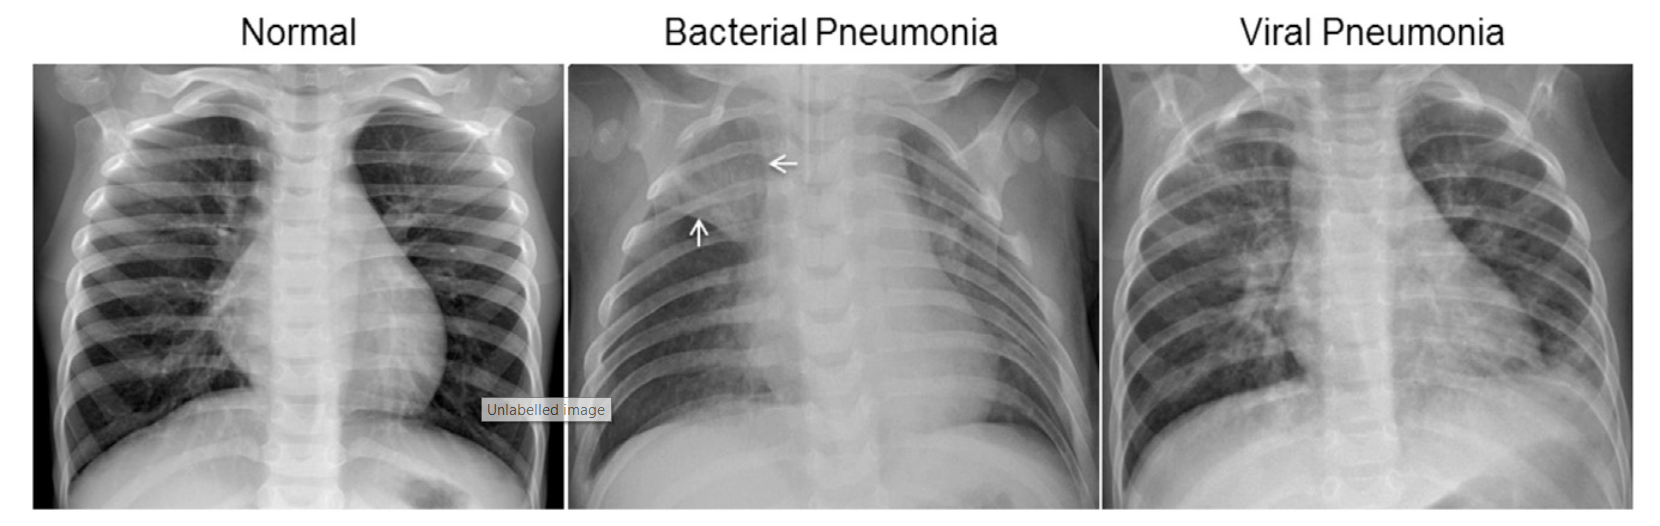 Normal
Bacterial Pneumonia
Viral Pneumonia
Unlabelled image